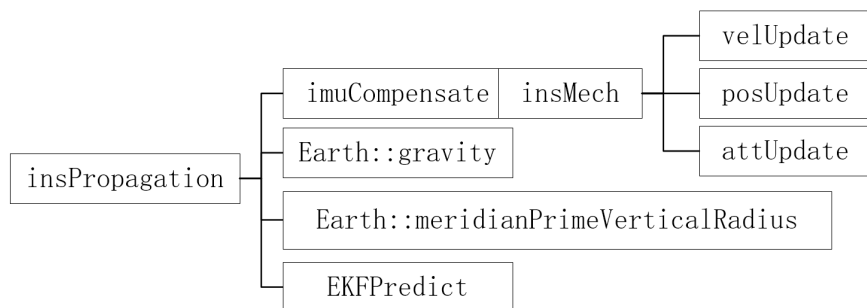 velUpdate
imuCompensate insMech posUpdate
Earth::gravity attUpdate
insPropagation
Earth::meridianPrimeVerticalRadius
EKFPredict